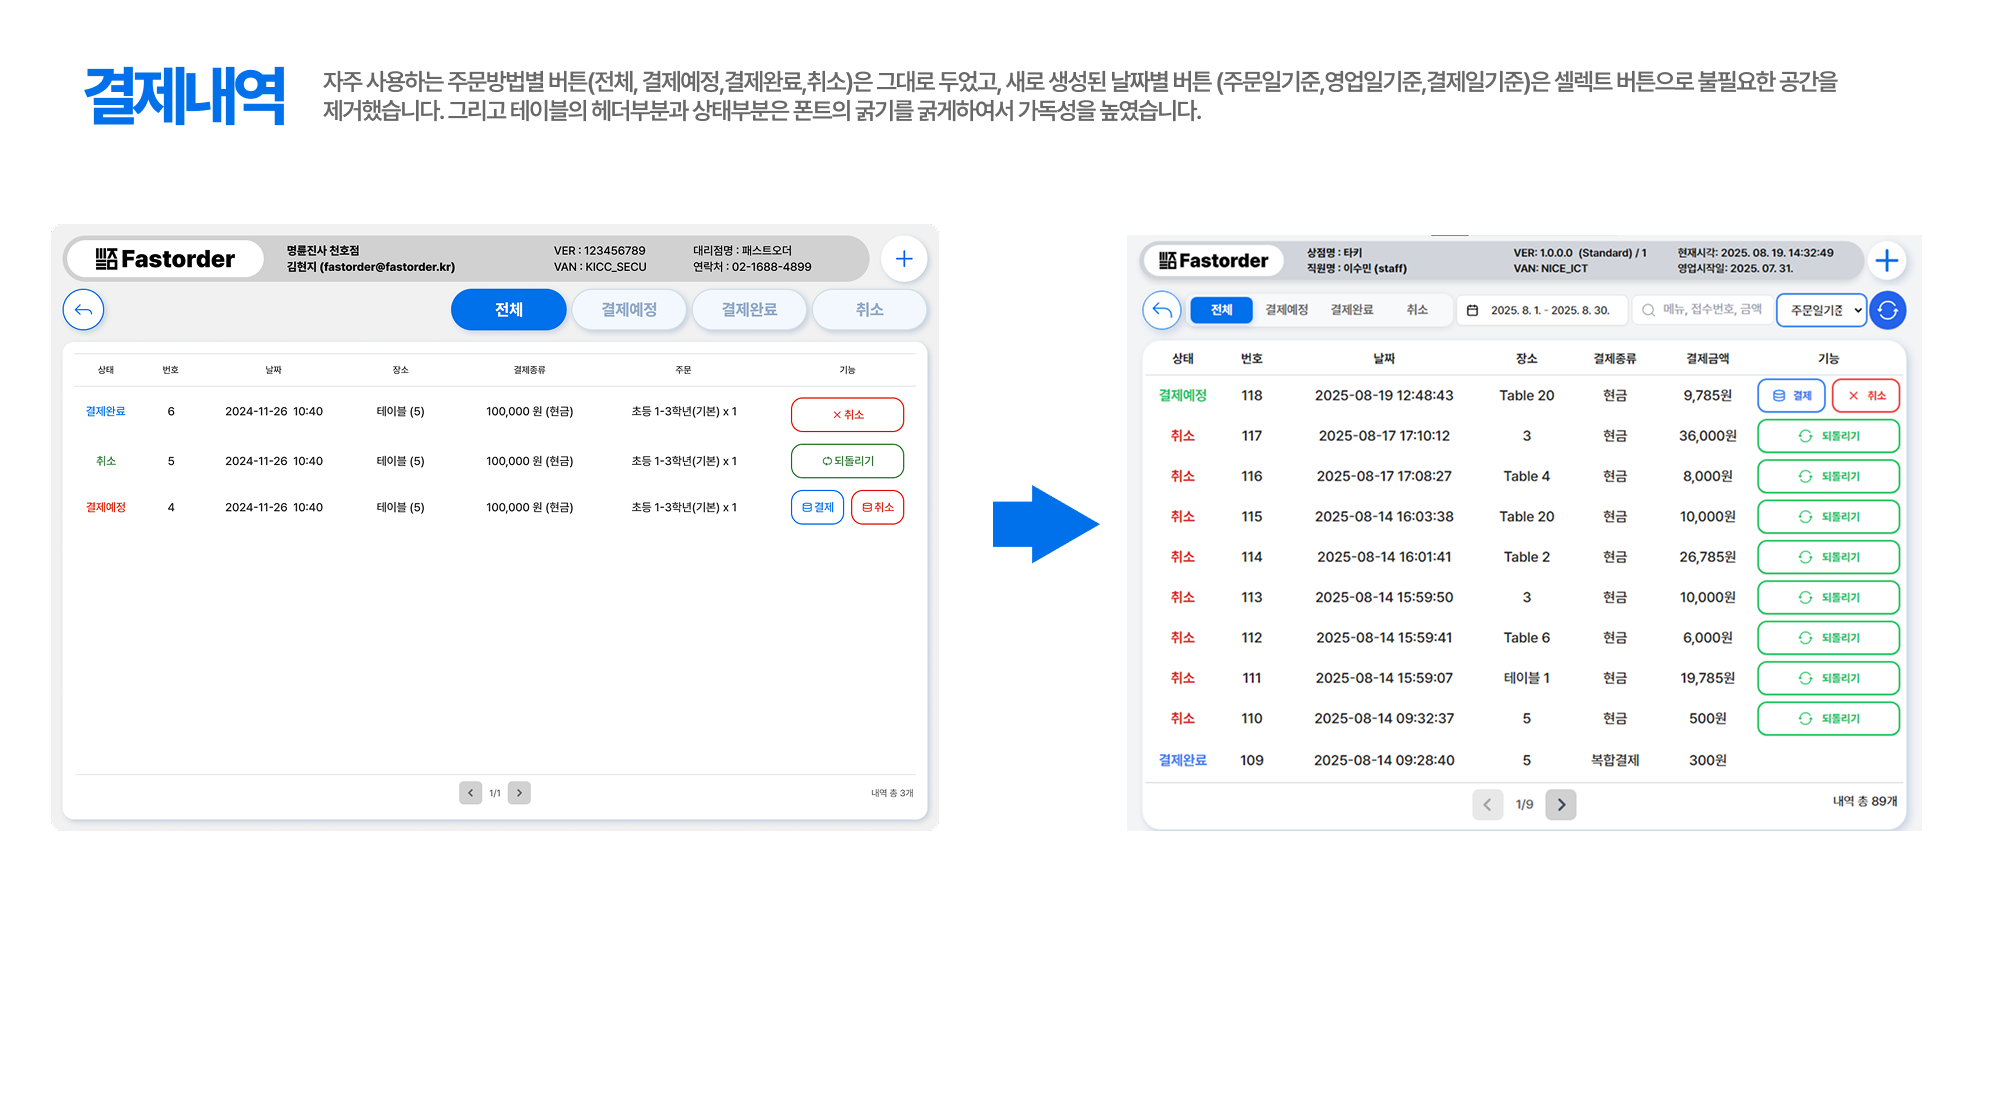 결제내역
자주 사용하는 주문방법별 버튼(전체, 결제예정,결제완료,취소)은 그대로 두었고, 새로 생성된 날짜별 버튼 (주문일기준,영업일기준,결제일기준)은 셀렉트 버튼으로 불필요한 공간을
제거했습니다. 그리고 테이블의 헤더부분과 상태부분은 폰트의 굵기를 굵게하여서 가독성을 높였습니다.
Fastorder
명륜진사 천호점
김현지 (fastorder@fastorder.kr)
VER : 123456789
VAN : KICC_SECU
대리점명 : 패스트오더
연락처 : 02-1688-4899
전체 결제예정 결제완료 취소
상태 번호 날짜 장소 결제종류 주문 기능
결제완료 6 2024-11-26 10:40 테이블 (5) 100,000 원 (현금) 초등 1-3학년(기본) x 1 취소
취소 5 2024-11-26 10:40 테이블 (5) 100,000 원 (현금) 초등 1-3학년(기본) x 1 되돌리기
결제예정 4 2024-11-26 10:40 테이블 (5) 100,000 원 (현금) 초등 1-3학년(기본) x 1 결제 취소
1/1
내역 총 3개
Fastorder
상점명 : 타키
직원명 : 이수민 (staff)
VER: 1.0.0.0 (Standard) / 1
VAN: NICE_ICT
현재시각: 2025. 08. 19. 14:32:49
영업시작일: 2025. 07. 31.
전체 결제예정 결제완료 취소 2025. 8. 1. - 2025. 8. 30. 메뉴, 접수번호, 금액 주문일기준
상태 번호 날짜 장소 결제종류 결제금액 기능
결제예정 118 2025-08-19 12:48:43 Table 20 현금 9,785원 결제 취소
취소 117 2025-08-17 17:10:12 3 현금 36,000원 되돌리기
취소 116 2025-08-17 17:08:27 Table 4 현금 8,000원 되돌리기
취소 115 2025-08-14 16:03:38 Table 20 현금 10,000원 되돌리기
취소 114 2025-08-14 16:01:41 Table 2 현금 26,785원 되돌리기
취소 113 2025-08-14 15:59:50 3 현금 10,000원 되돌리기
취소 112 2025-08-14 15:59:41 Table 6 현금 6,000원 되돌리기
취소 111 2025-08-14 15:59:07 테이블 1 현금 19,785원 되돌리기
취소 110 2025-08-14 09:32:37 5 현금 500원 되돌리기
결제완료 109 2025-08-14 09:28:40 5 복합결제 300원
1/9
내역 총 89개